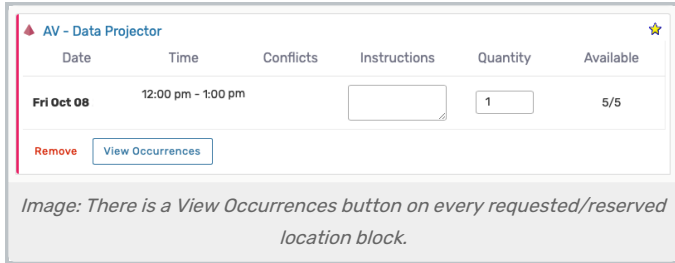 AV - Data Projector
Date Time Conflicts Instructions Quantity Available
Fri Oct 08 12:00 pm - 1:00 pm 1 5/5
Remove View Occurrences
Image: There is a View Occurrences button on every requested/reserved
location block.